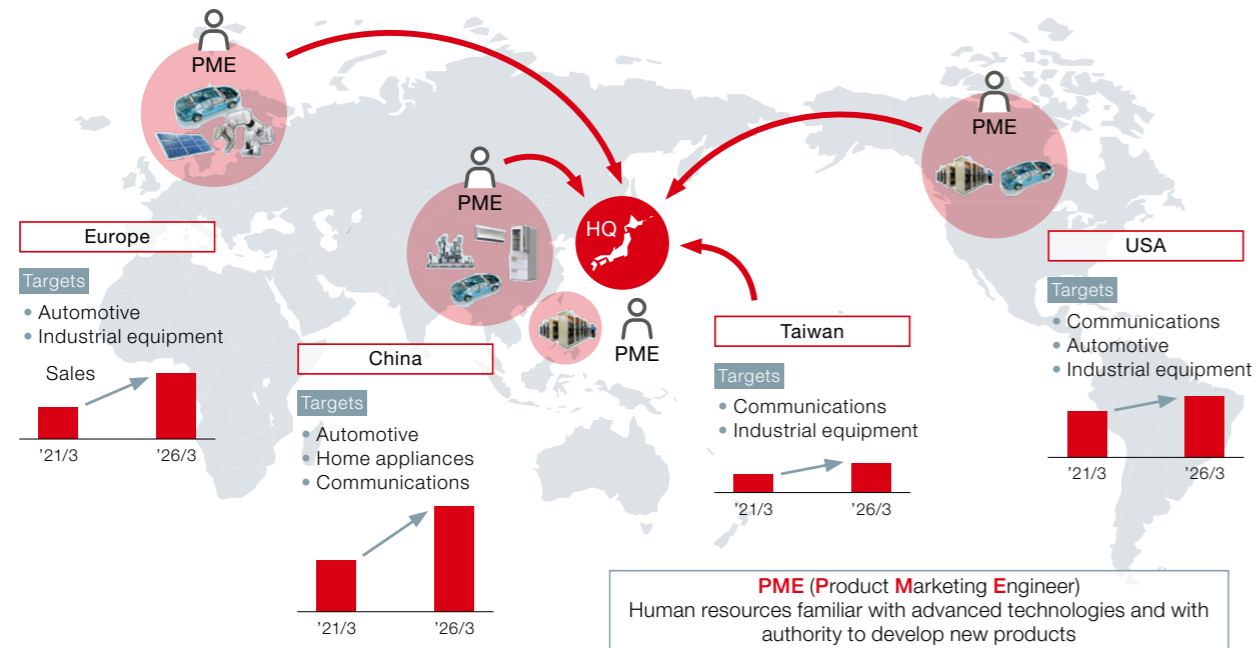 PME
PME
PME
HQ
PME
Europe
Targets
• Automotive
• Industrial equipment
Sales
’21/3
’26/3
China
Targets
• Automotive
• Home appliances
• Communications
’21/3
’26/3
Taiwan
Targets
• Communications
• Industrial equipment
’21/3
’26/3
USA
Targets
• Communications
• Automotive
• Industrial equipment
’21/3
’26/3
PME (Product Marketing Engineer)
Human resources familiar with advanced technologies and with
authority to develop new products